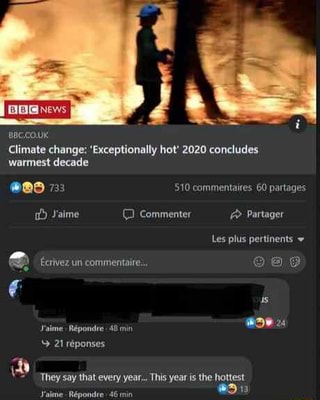 BBC NEWS
BBC.CO.UK
Climate change: 'Exceptionally hot' 2020 concludes
warmest decade
733
510 commentaires 60 partages
J'aime Commenter Partager
Les plus pertinents
Écrivez un commentaire...
24
J'aime · Répondre · 48 min
21 réponses
They say that every year... This year is the hottest
13
J'aime · Répondre · 46 min